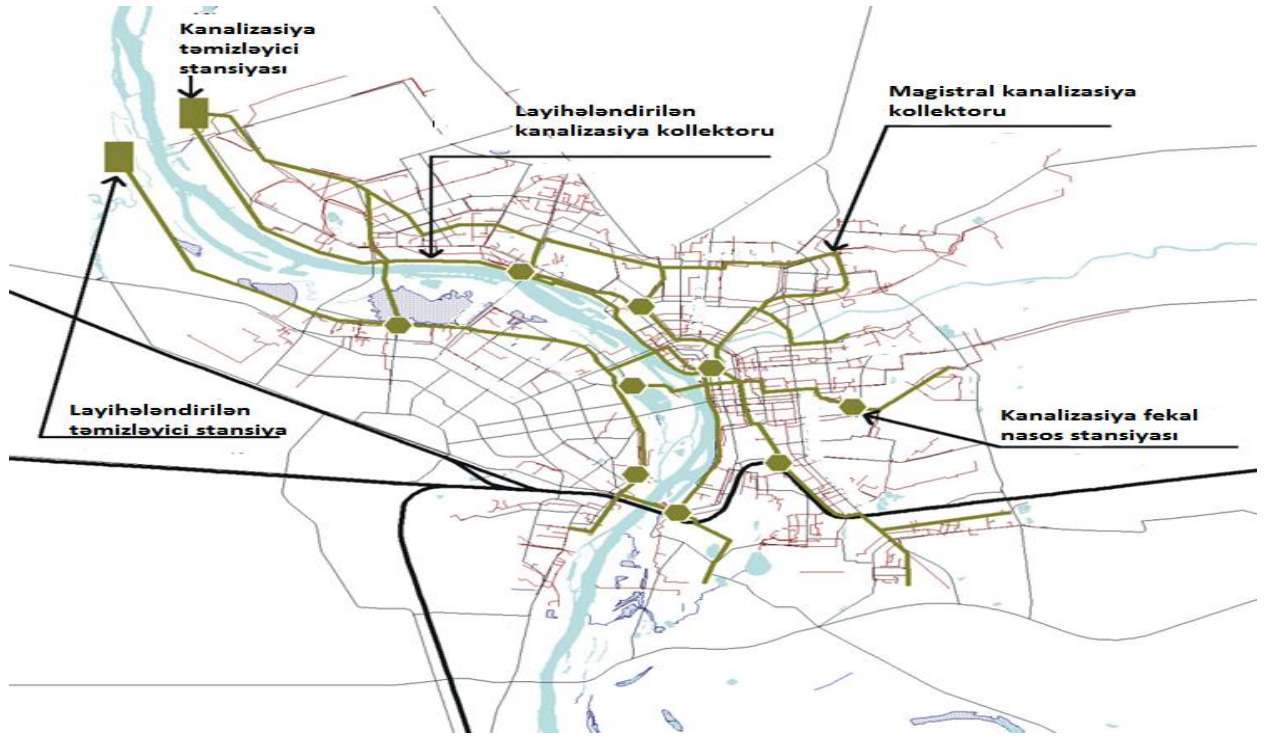 Kanalizasiya
təmizləyici
stansiyası
Layihələndirilən
kanalizasiya kollektoru
Magistral kanalizasiya
kollektoru
Layihələndirilən
təmizləyici stansiya
Kanalizasiya fekal
nasos stansiyası